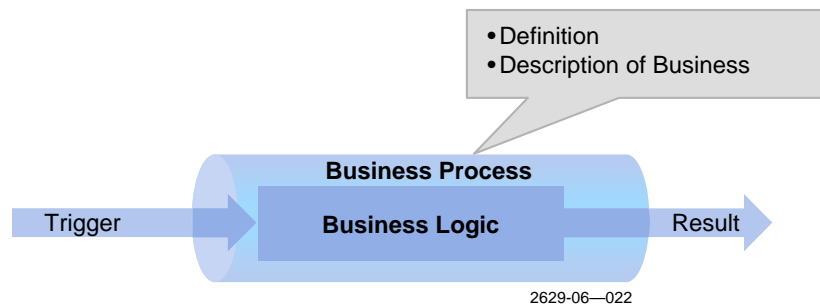 •Definition
•Description of Business
Business Process
Trigger
Business Logic
Result
2629-06—022